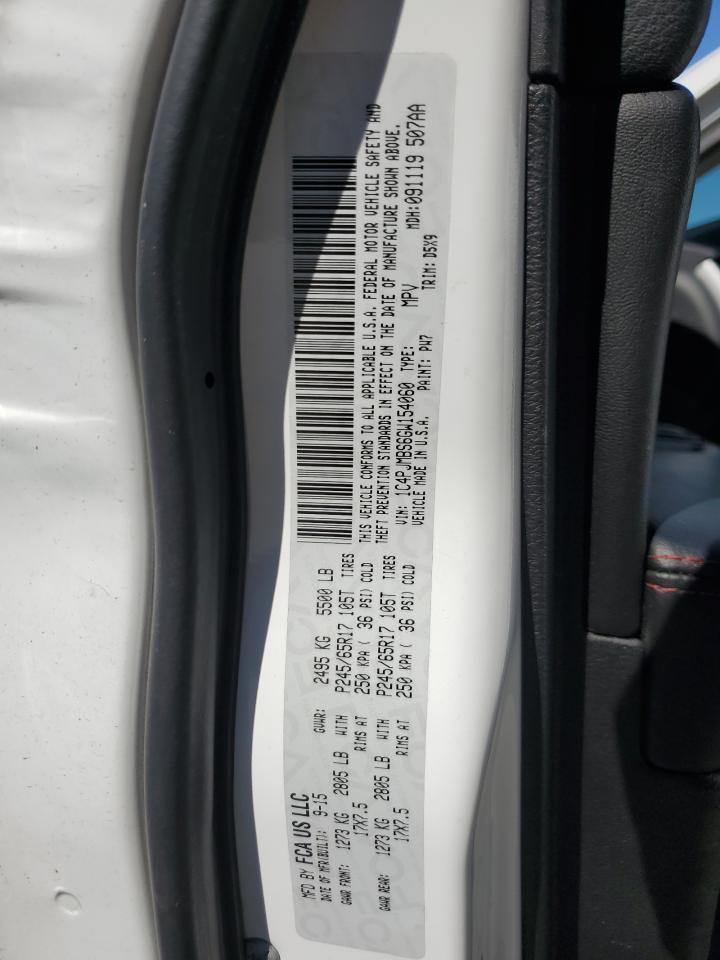 MFD BY FCA US LLC
DATE OF MFR(BUILT): 9-15 GVWR: 2495 KG 5500 LB
GAWR FRONT: 1273 KG 2805 LB WITH P245/65R17 105T TIRES
17X7.5 RIMS AT 250 KPA ( 36 PSI) COLD
GAWR REAR: 1273 KG 2805 LB WITH P245/65R17 105T TIRES
17X7.5 RIMS AT 250 KPA ( 36 PSI) COLD
THIS VEHICLE CONFORMS TO ALL APPLICABLE U.S.A. FEDERAL MOTOR VEHICLE SAFETY AND
THEFT PREVENTION STANDARDS IN EFFECT ON THE DATE OF MANUFACTURE SHOWN ABOVE.
VIN: 1C4PJMBS6GW154060 TYPE: MPV MDH:091119 507AA
VEHICLE MADE IN U.S.A. PAINT: PW7 TRIM: D5X9